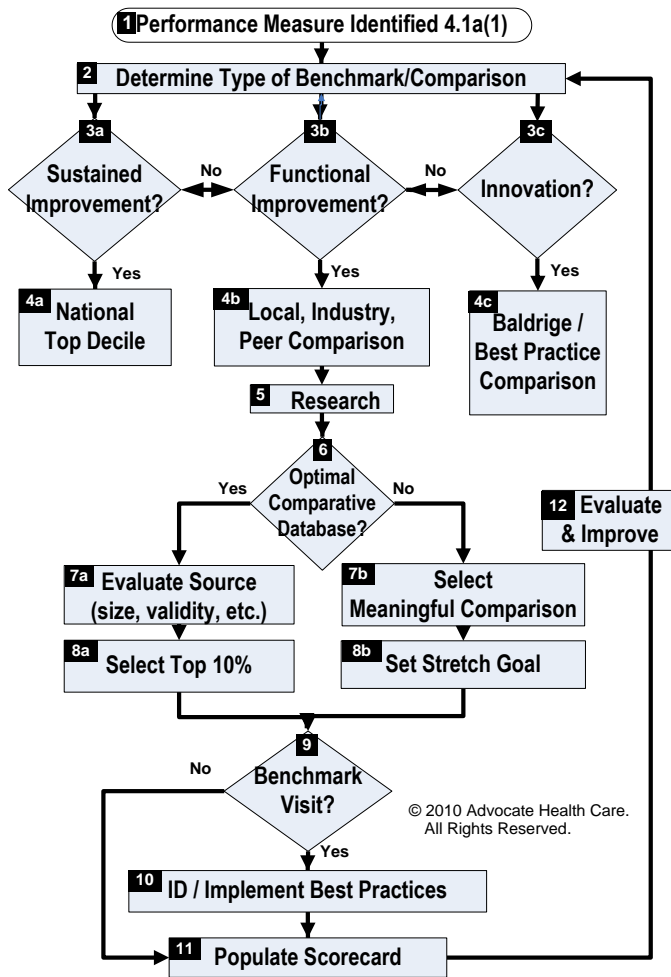 1 Performance Measure Identified 4.1a(1)
2 Determine Type of Benchmark/Comparison
3a
Sustained
Improvement?
No
3b
Functional
Improvement?
No
3c
Innovation?
Yes
Yes
Yes
4a
National
Top Decile
4b
Local, Industry,
Peer Comparison
4c
Baldrige /
Best Practice
Comparison
5 Research
6
Optimal
Comparative
Database?
Yes
No
12 Evaluate
& Improve
7a
Evaluate Source
(size, validity, etc.)
7b
Select
Meaningful Comparison
8a
Select Top 10%
8b
Set Stretch Goal
9
Benchmark
Visit?
No
Yes
© 2010 Advocate Health Care.
All Rights Reserved.
10 ID / Implement Best Practices
11 Populate Scorecard